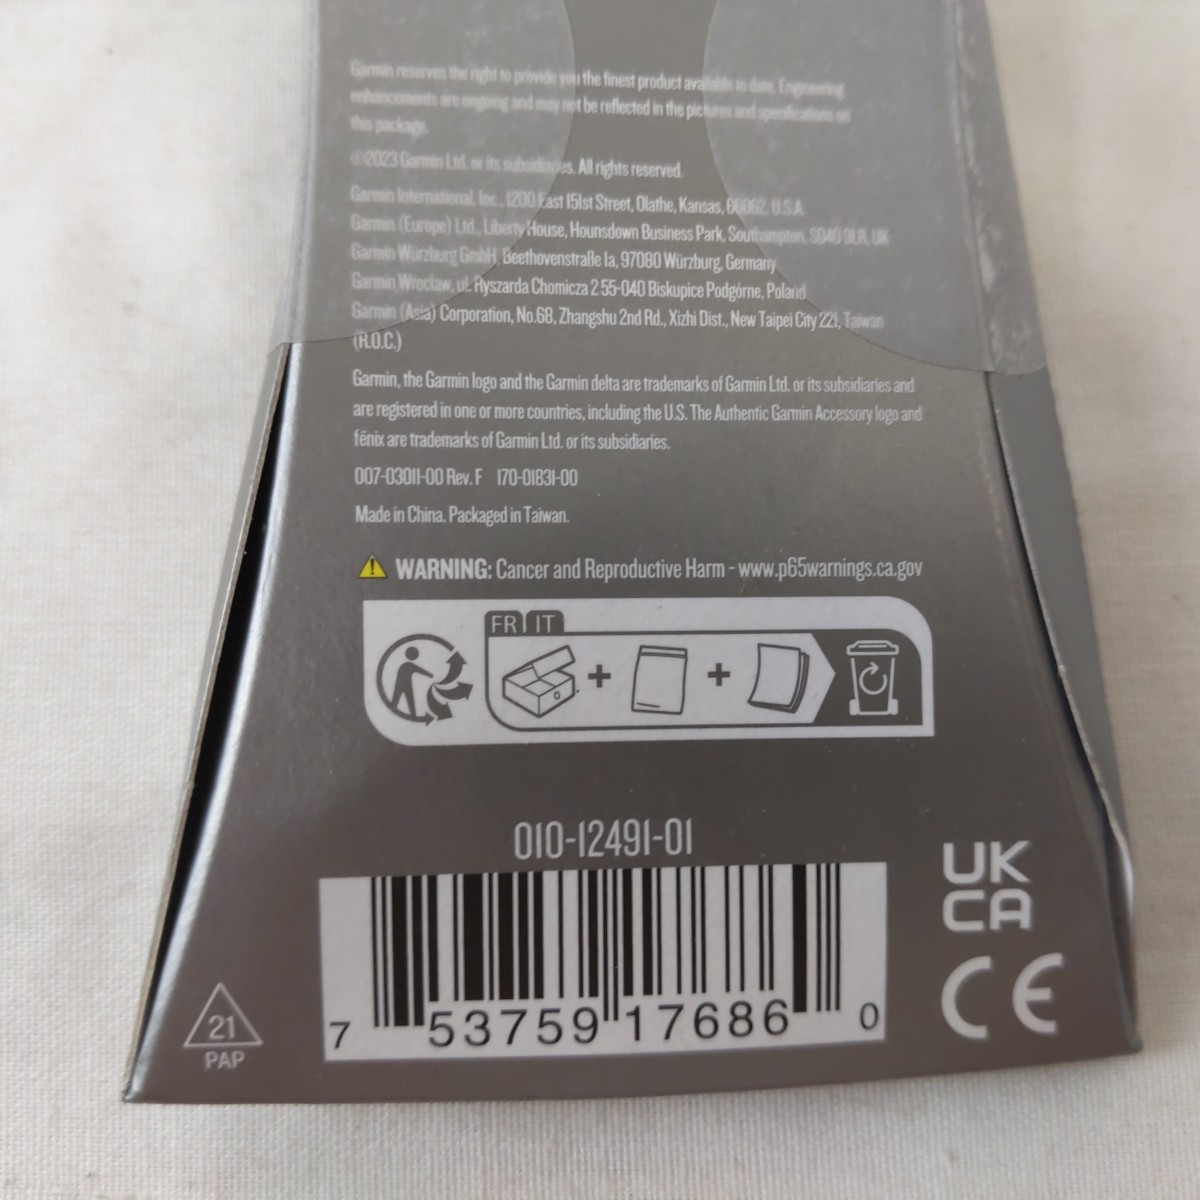 Garmin reserves the right to provide you the finest product available to date. Engineering
enhancements are ongoing and may not be reflected in the pictures and specifications on
this package.
©2023 Garmin Ltd. or its subsidiaries. All rights reserved.
Garmin International, Inc., 1200 East 151st Street, Olathe, Kansas, 66062, U.S.A.
Garmin (Europe) Ltd., Liberty House, Hounsdown Business Park, Southampton, SO40 9LR, UK
Garmin Würzburg GmbH, Beethovenstraße 1a, 97080 Würzburg, Germany
Garmin Wrocław, ul. Ryszarda Chomicza 2 55-040 Biskupice Podgórne, Poland
Garmin (Asia) Corporation, No.68, Zhangshu 2nd Rd., Xizhi Dist., New Taipei City 221, Taiwan
(R.O.C.)
Garmin, the Garmin logo and the Garmin delta are trademarks of Garmin Ltd. or its subsidiaries and
are registered in one or more countries, including the U.S. The Authentic Garmin Accessory logo and
fēnix are trademarks of Garmin Ltd. or its subsidiaries.
007-03011-00 Rev. F 170-01831-00
Made in China. Packaged in Taiwan.
WARNING: Cancer and Reproductive Harm - www.p65warnings.ca.gov
FR IT
010-12491-01
7 53759 17686 0
21
PAP
UK
CA
CE